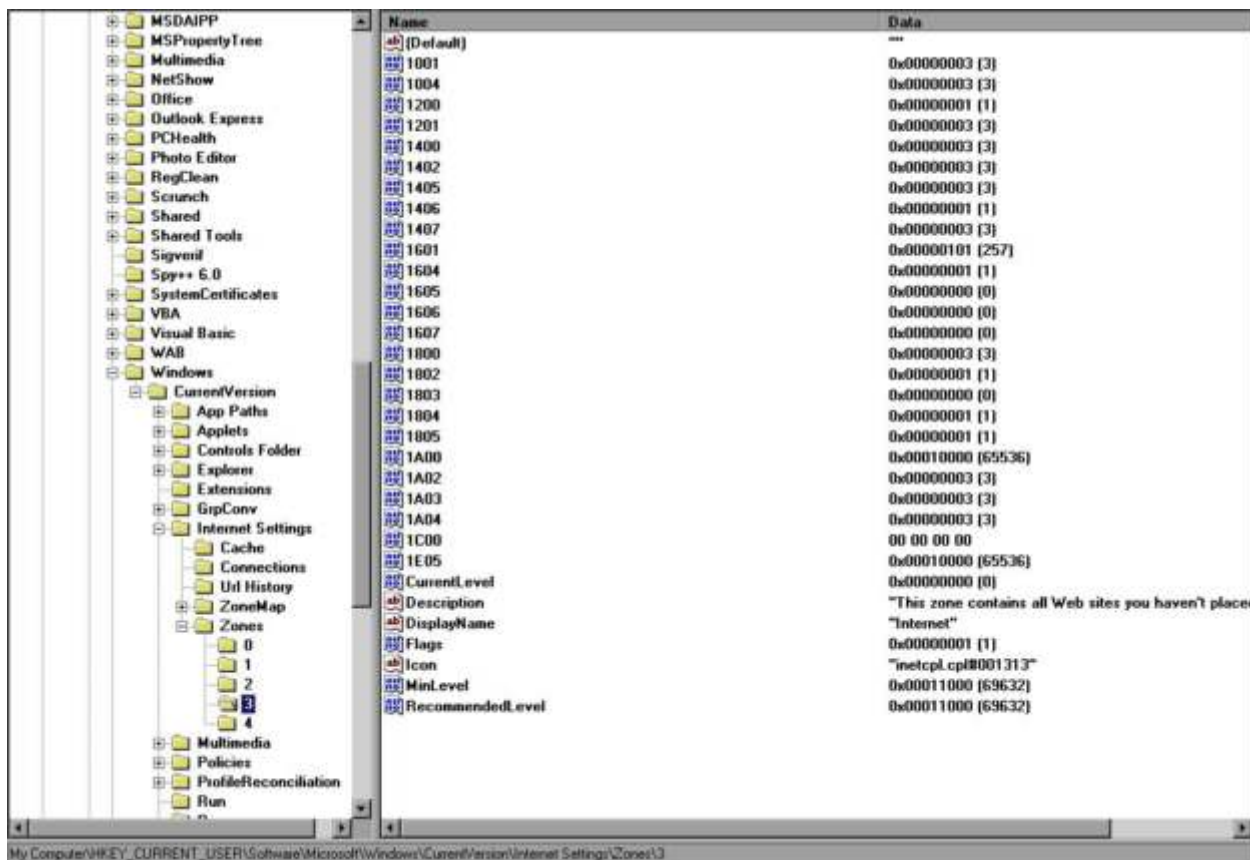 MSDAIPP
MSPropertyTree
Multimedia
NetShow
Office
Outlook Express
PCHealth
Photo Editor
RegClean
Scrunch
Shared
Shared Tools
Sigverif
Spy++ 6.0
SystemCertificates
VBA
Visual Basic
WAB
Windows
CurrentVersion
App Paths
Applets
Controls Folder
Explorer
Extensions
GrpConv
Internet Settings
Cache
Connections
Url History
ZoneMap
Zones
0
1
2
3
4
Multimedia
Policies
ProfileReconciliation
Run
Name Data
(Default) ""
1001 0x00000003 (3)
1004 0x00000003 (3)
1200 0x00000001 (1)
1201 0x00000003 (3)
1400 0x00000003 (3)
1402 0x00000003 (3)
1405 0x00000003 (3)
1406 0x00000001 (1)
1407 0x00000003 (3)
1601 0x00000101 (257)
1604 0x00000001 (1)
1605 0x00000000 (0)
1606 0x00000000 (0)
1607 0x00000000 (0)
1800 0x00000003 (3)
1802 0x00000001 (1)
1803 0x00000000 (0)
1804 0x00000001 (1)
1805 0x00000001 (1)
1A00 0x00010000 (65536)
1A02 0x00000003 (3)
1A03 0x00000003 (3)
1A04 0x00000003 (3)
1C00 00 00 00 00
1E05 0x00010000 (65536)
CurrentLevel 0x00000000 (0)
Description "This zone contains all Web sites you haven't place
DisplayName "Internet"
Flags 0x00000001 (1)
Icon "inetcpl.cpl#001313"
MinLevel 0x00011000 (69632)
RecommendedLevel 0x00011000 (69632)
My Computer\HKEY_CURRENT_USER\Software\Microsoft\Windows\CurrentVersion\Internet Settings\Zones\3